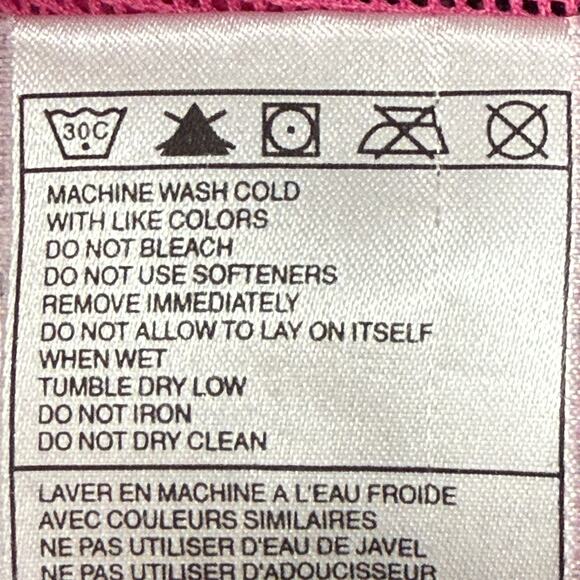 30C
MACHINE WASH COLD
WITH LIKE COLORS
DO NOT BLEACH
DO NOT USE SOFTENERS
REMOVE IMMEDIATELY
DO NOT ALLOW TO LAY ON ITSELF
WHEN WET
TUMBLE DRY LOW
DO NOT IRON
DO NOT DRY CLEAN
LAVER EN MACHINE A L'EAU FROIDE
AVEC COULEURS SIMILAIRES
NE PAS UTILISER D'EAU DE JAVEL
NE PAS UTILISER D'ADOUCISSEUR